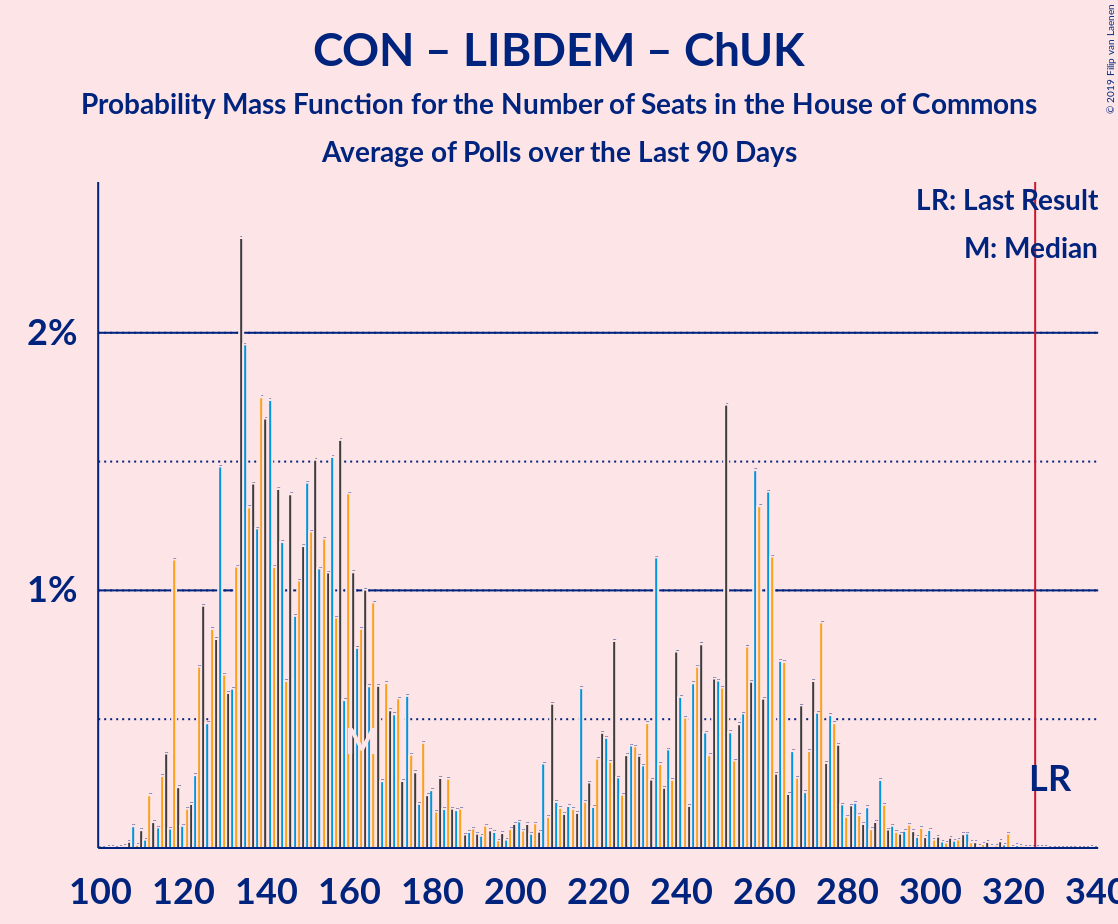 CON – LIBDEM – ChUK
Probability Mass Function for the Number of Seats in the House of Commons
Average of Polls over the Last 90 Days
© 2019 Filip van Laenen
LR: Last Result
M: Median
2%
1%
M
LR
100 120 140 160 180 200 220 240 260 280 300 320 340